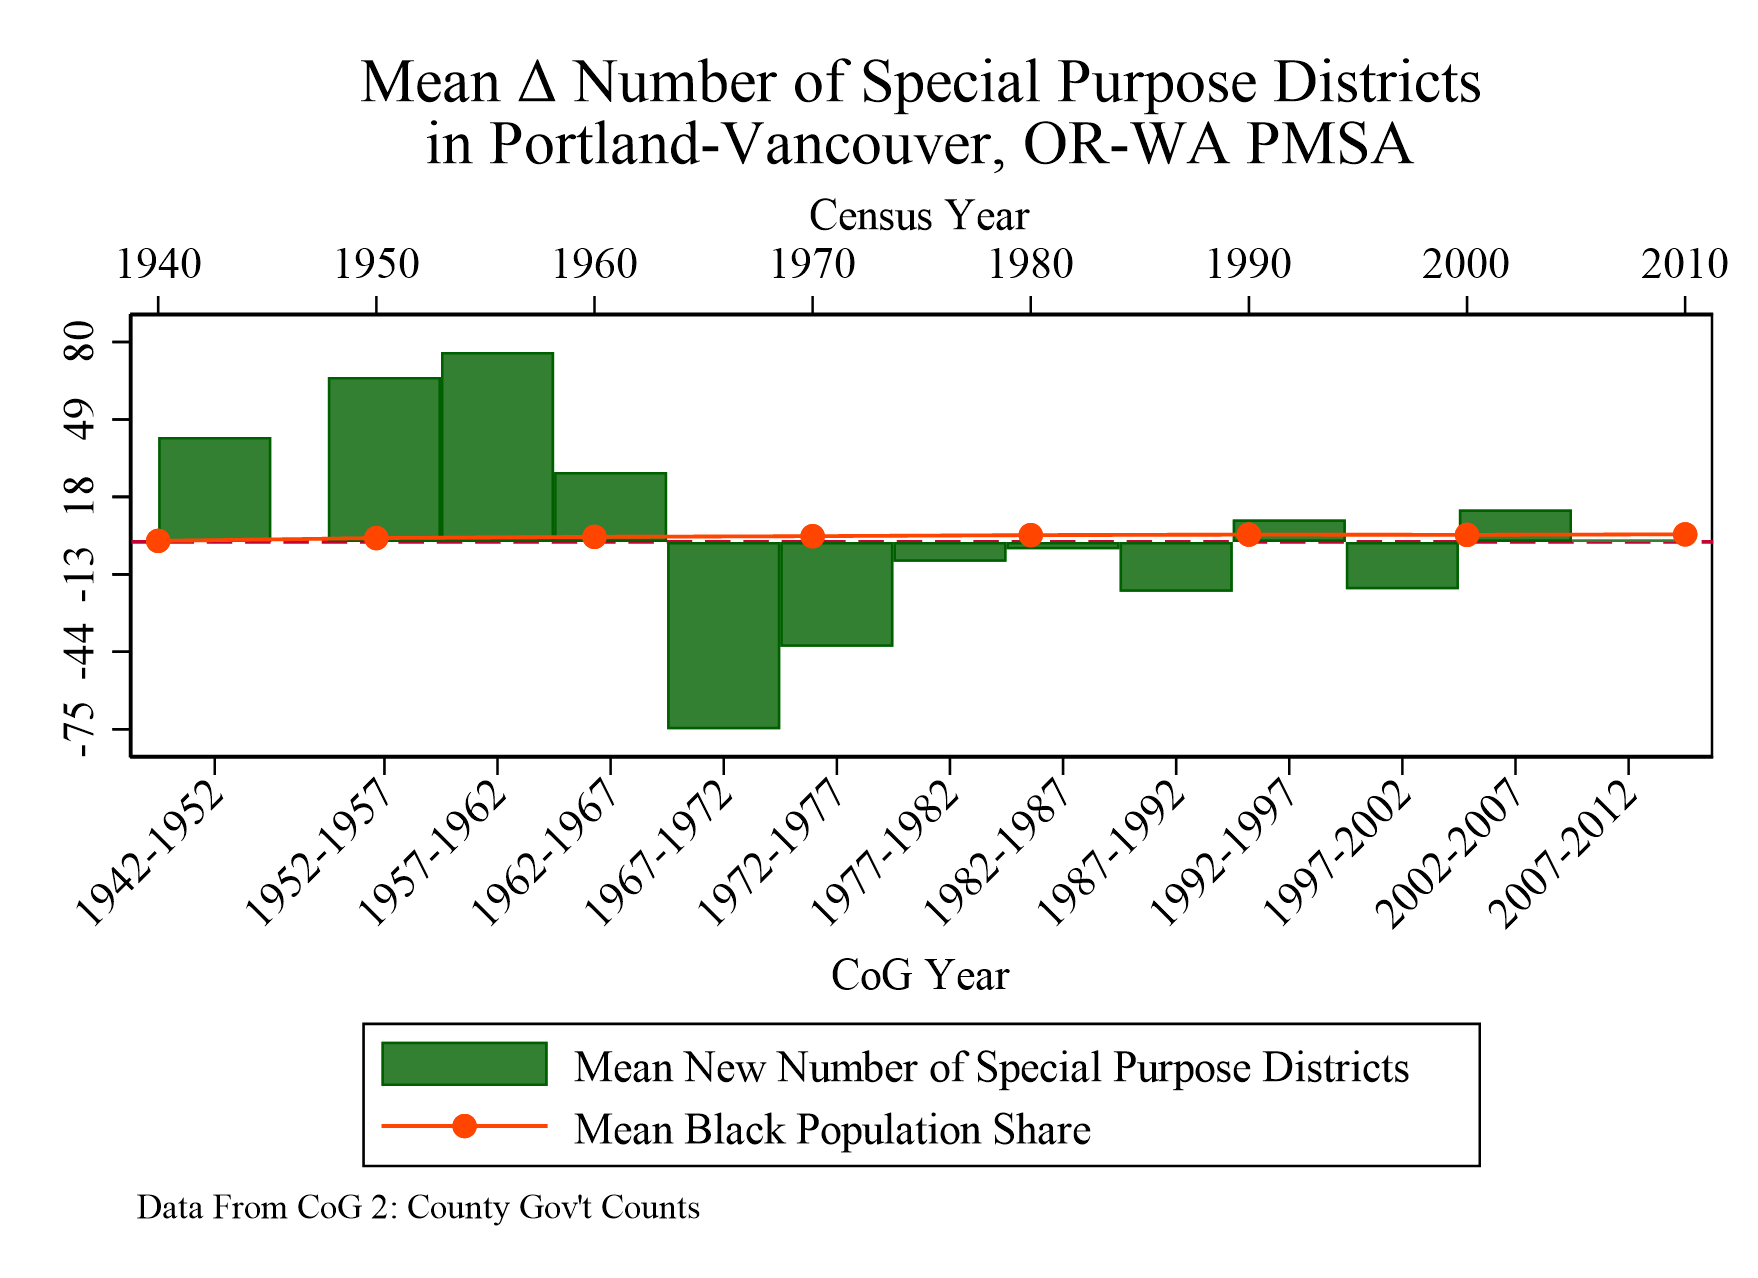 Mean Δ Number of Special Purpose Districts
in Portland-Vancouver, OR-WA PMSA
Census Year
1940 1950 1960 1970 1980 1990 2000 2010
80
49
18
-13
-44
-75
1942-1952 1952-1957 1957-1962 1962-1967 1967-1972 1972-1977 1977-1982 1982-1987 1987-1992 1992-1997 1997-2002 2002-2007 2007-2012
CoG Year
Mean New Number of Special Purpose Districts
Mean Black Population Share
Data From CoG 2: County Gov't Counts